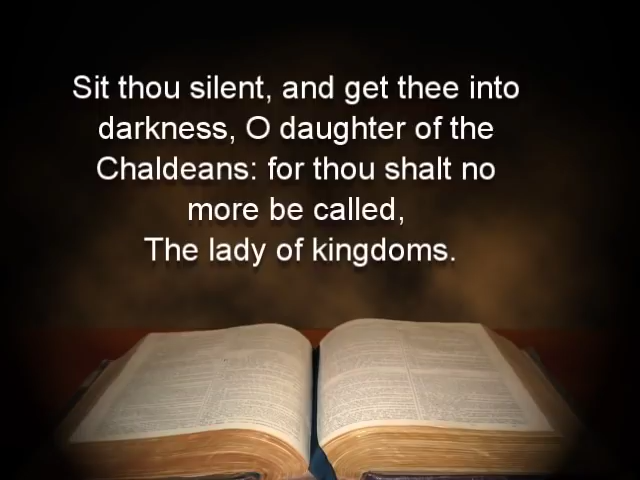 Sit thou silent, and get thee into
darkness, O daughter of the
Chaldeans: for thou shalt no
more be called,
The lady of kingdoms.